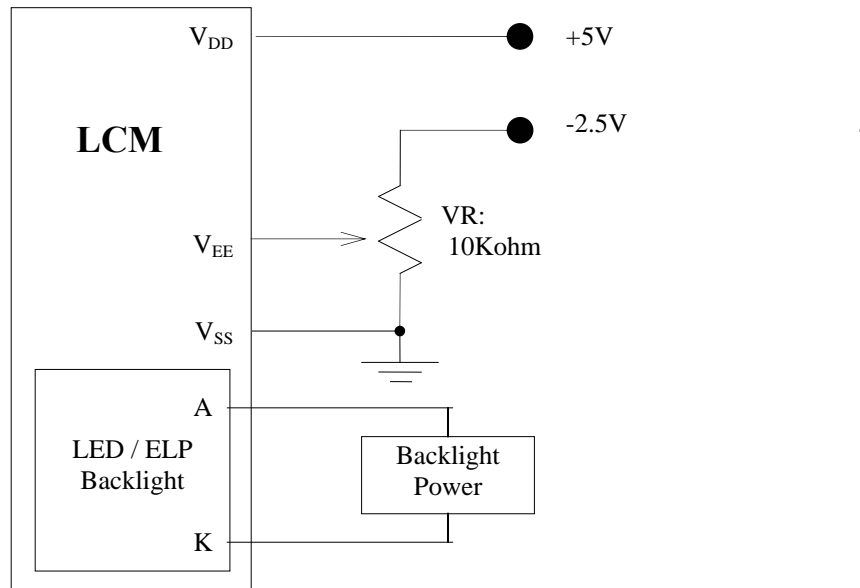 V_DD
+5V
LCM
-2.5V
VR:
10Kohm
V_EE
V_SS
A
LED / ELP
Backlight
Backlight
Power
K